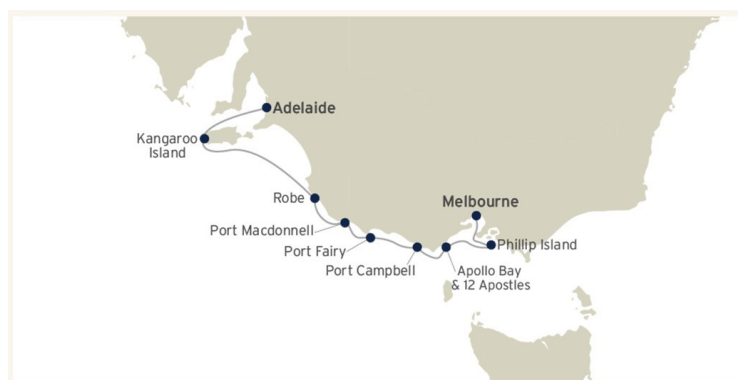 Adelaide
Kangaroo
Island
Robe
Melbourne
Port Macdonnell
Port Fairy
Phillip Island
Port Campbell
Apollo Bay
& 12 Apostles